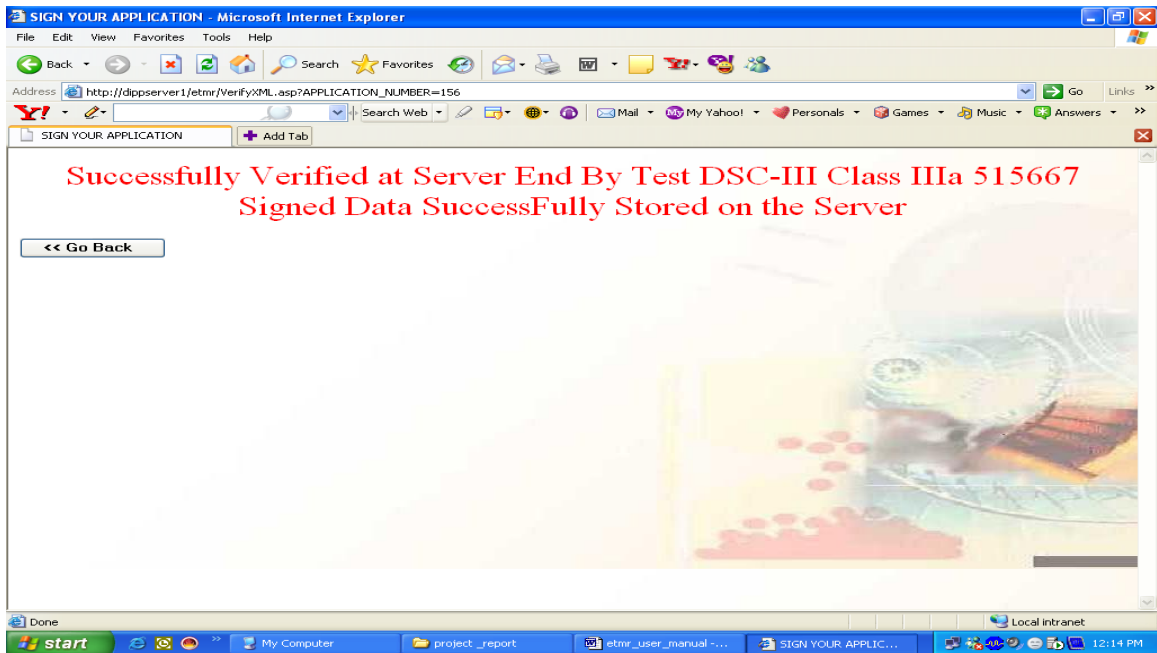 SIGN YOUR APPLICATION - Microsoft Internet Explorer
File Edit View Favorites Tools Help
Back Search Favorites
Address http://dippserver1/etmr/VerifyXML.asp?APPLICATION_NUMBER=156 Go Links »
Y! Search Web Mail My Yahoo! Personals Games Music Answers »
SIGN YOUR APPLICATION Add Tab
Successfully Verified at Server End By Test DSC-III Class IIIa 515667
Signed Data SuccessFully Stored on the Server
<< Go Back
Done Local intranet
start » My Computer project _report etmr_user_manual -... SIGN YOUR APPLIC... 12:14 PM